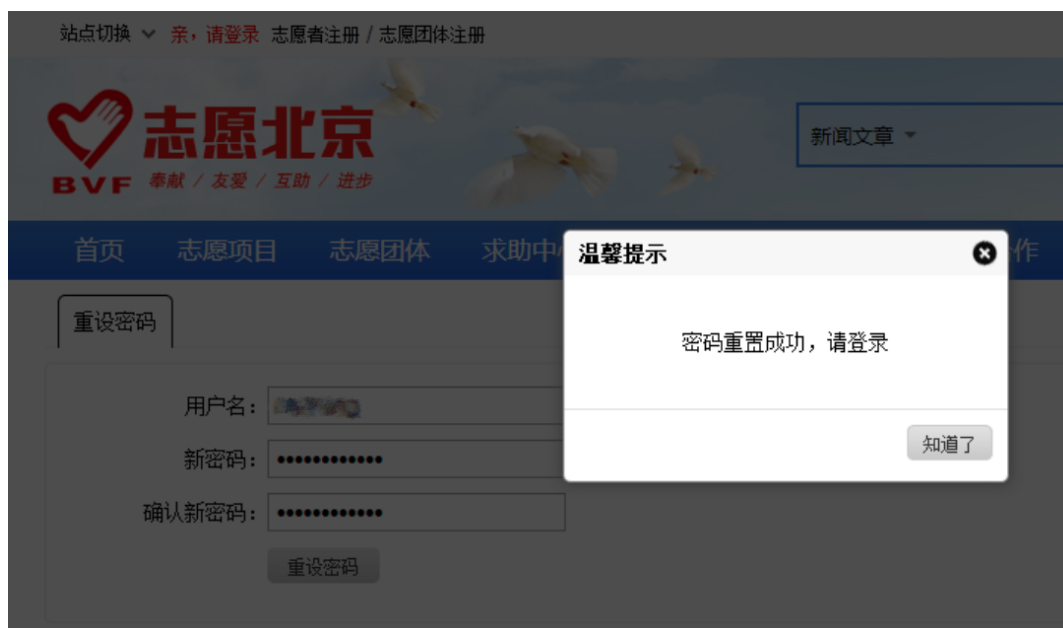 站点切换 亲，请登录 志愿者注册 / 志愿团体注册
志愿北京
BVF 奉献 / 友爱 / 互助 / 进步
新闻文章
首页 志愿项目 志愿团体 求助中 作
温馨提示
重设密码
密码重置成功，请登录
用户名：
知道了
新密码： ••••••••••••
确认新密码： ••••••••••••
重设密码